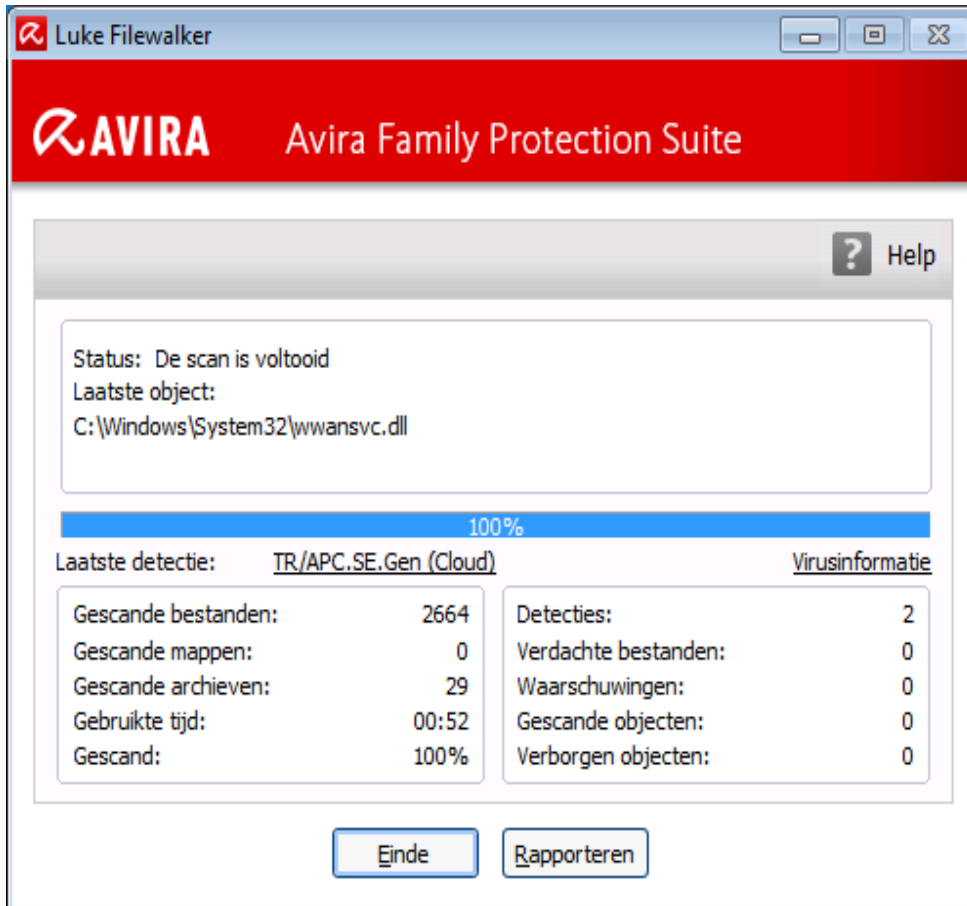 Luke Filewalker
AVIRA Avira Family Protection Suite
? Help
Status: De scan is voltooid
Laatste object:
C:\Windows\System32\wwansvc.dll
100%
Laatste detectie: TR/APC.SE.Gen (Cloud) Virusinformatie
Gescande bestanden: 2664
Gescande mappen: 0
Gescande archieven: 29
Gebruikte tijd: 00:52
Gescand: 100%
Detecties: 2
Verdachte bestanden: 0
Waarschuwingen: 0
Gescande objecten: 0
Verborgen objecten: 0
Einde Rapporteren